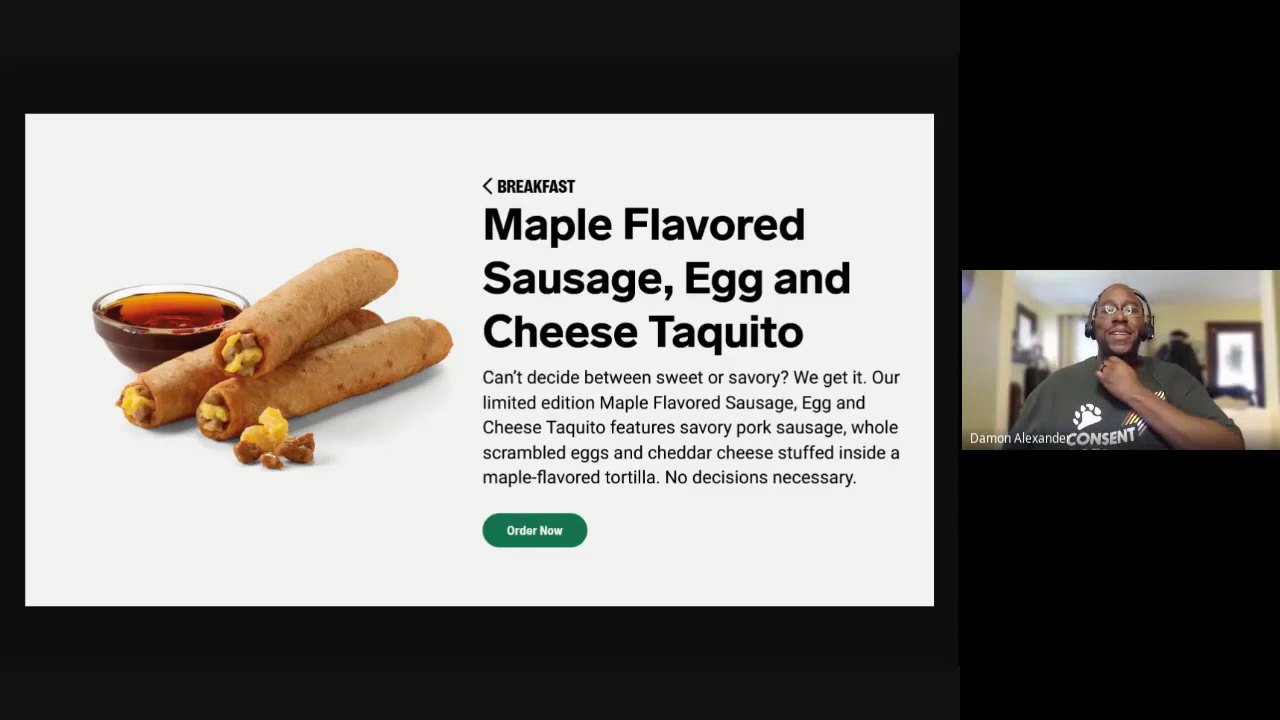 BREAKFAST
Maple Flavored
Sausage, Egg and
Cheese Taquito
Can’t decide between sweet or savory? We get it. Our
limited edition Maple Flavored Sausage, Egg and
Cheese Taquito features savory pork sausage, whole
scrambled eggs and cheddar cheese stuffed inside a
maple-flavored tortilla. No decisions necessary.
Order Now
Damon Alexander
CONSENT